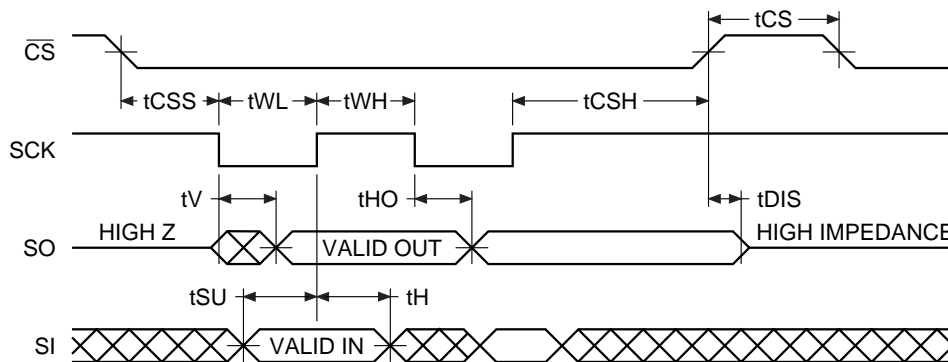 tCS
C̅S̅
tCSS tWL tWH tCSH
SCK
tV tHO tDIS
HIGH Z VALID OUT HIGH IMPEDANCE
SO
tSU tH
SI VALID IN